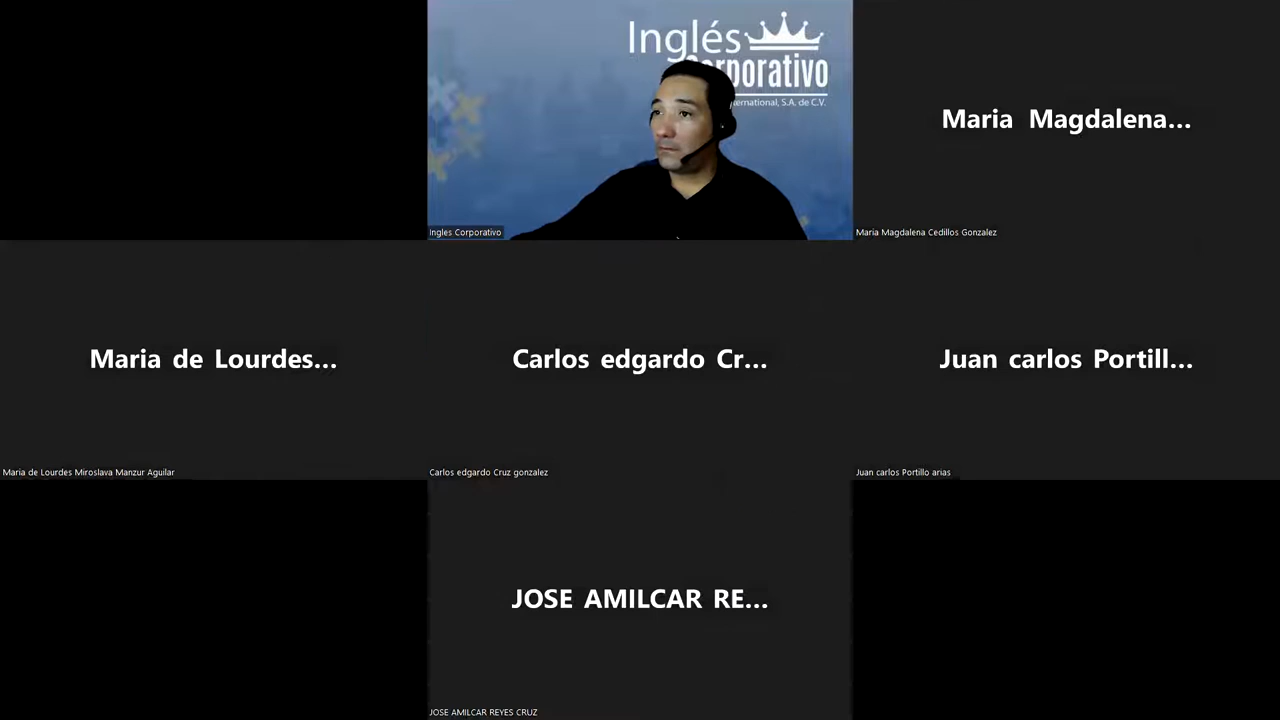 Inglés
Corporativo
International, S.A. de C.V.
Ingles Corporativo
Maria Magdalena...
Maria Magdalena Cedillos Gonzalez
Maria de Lourdes...
Maria de Lourdes Miroslava Manzur Aguilar
Carlos edgardo Cr...
Carlos edgardo Cruz gonzalez
Juan carlos Portill...
Juan carlos Portillo arias
JOSE AMILCAR RE...
JOSE AMILCAR REYES CRUZ